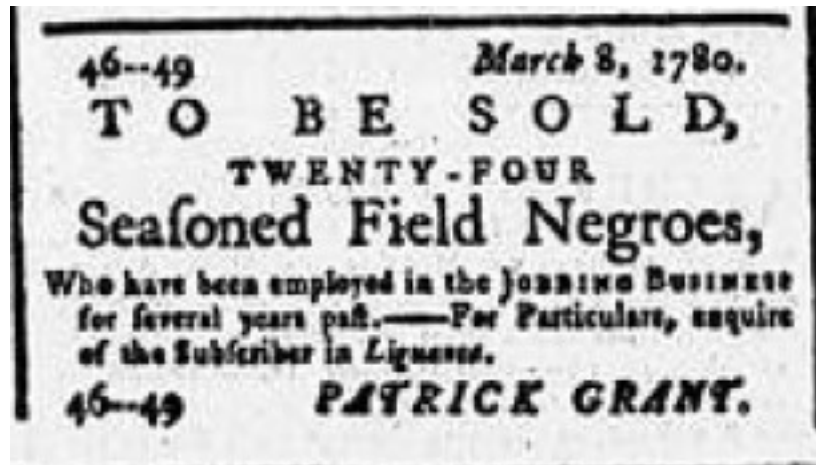 46--49 March 8, 1780.
TO BE SOLD,
TWENTY-FOUR
Seaſoned Field Negroes,
Who have been employed in the JOBBING BUSINESS
for ſeveral years paſt.——For Particulars, enquire
of the Subſcriber in Liguanea.
46--49 PATRICK GRANT.